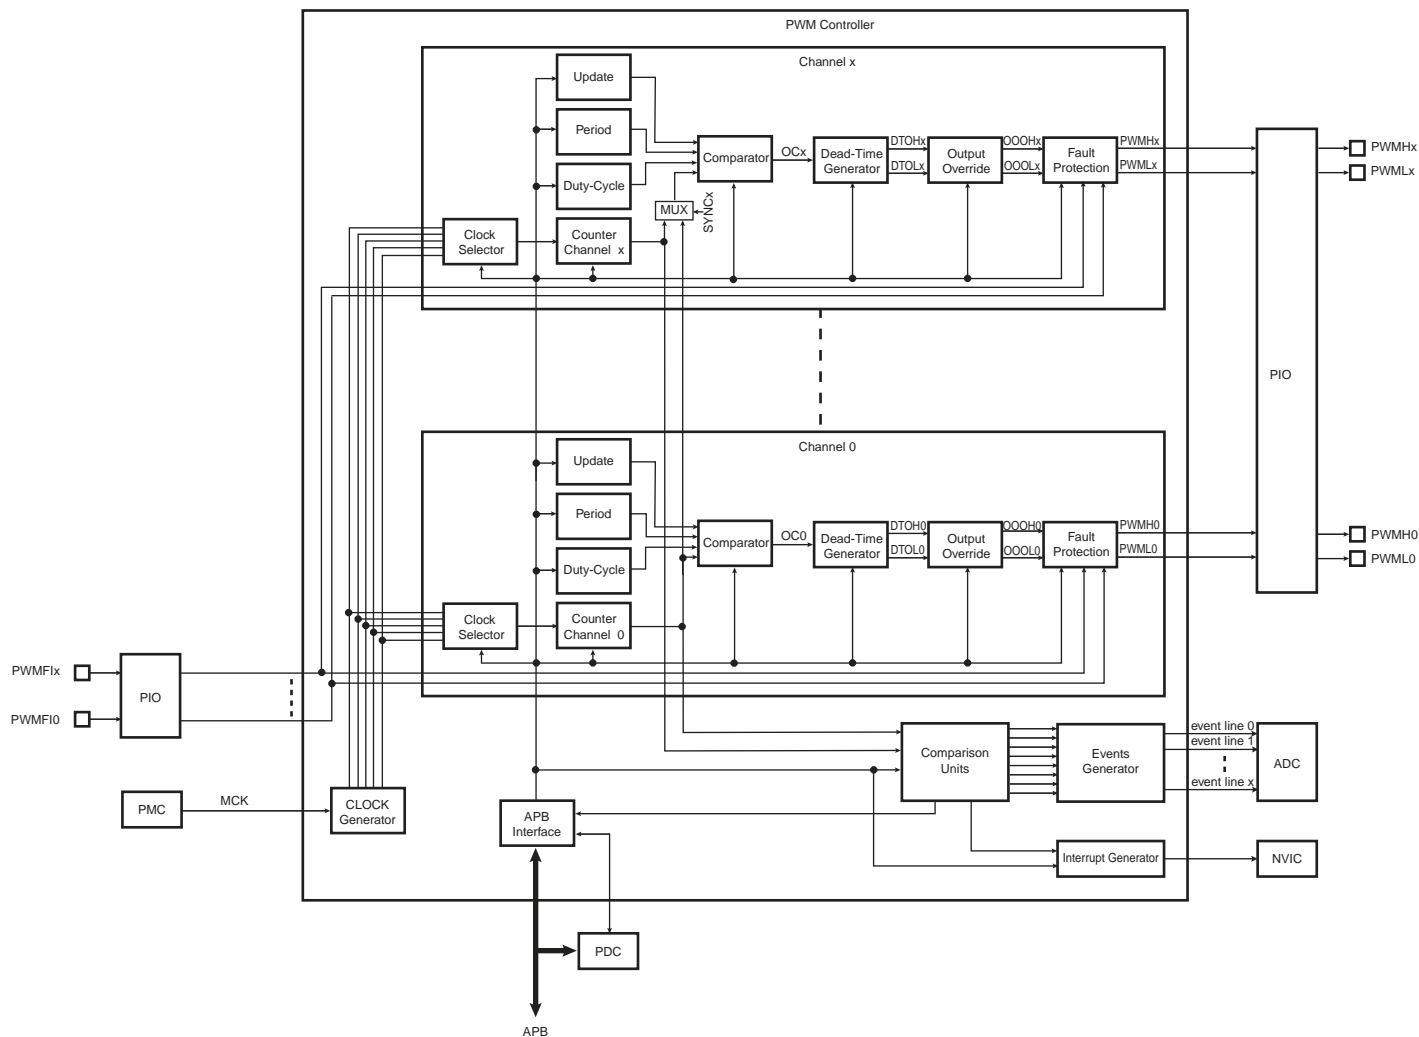 PWM Controller
Channel x
Update
Period
Comparator
OCx
Dead-Time
Generator
DTOHx
DTOLx
Output
Override
OOOHx
OOOLx
Fault
Protection
PWMHx
PWMLx
PWMHx
PWMLx
Duty-Cycle
MUX
SYNCx
Clock
Selector
Counter
Channel x
PIO
Channel 0
Update
Period
Comparator
OC0
Dead-Time
Generator
DTOH0
DTOL0
Output
Override
OOOH0
OOOL0
Fault
Protection
PWMH0
PWML0
PWMH0
PWML0
Duty-Cycle
Clock
Selector
Counter
Channel 0
PWMFIx
PIO
PWMFI0
Comparison
Units
Events
Generator
event line 0
event line 1
event line x
ADC
PMC
MCK
CLOCK
Generator
APB
Interface
Interrupt Generator
NVIC
PDC
APB